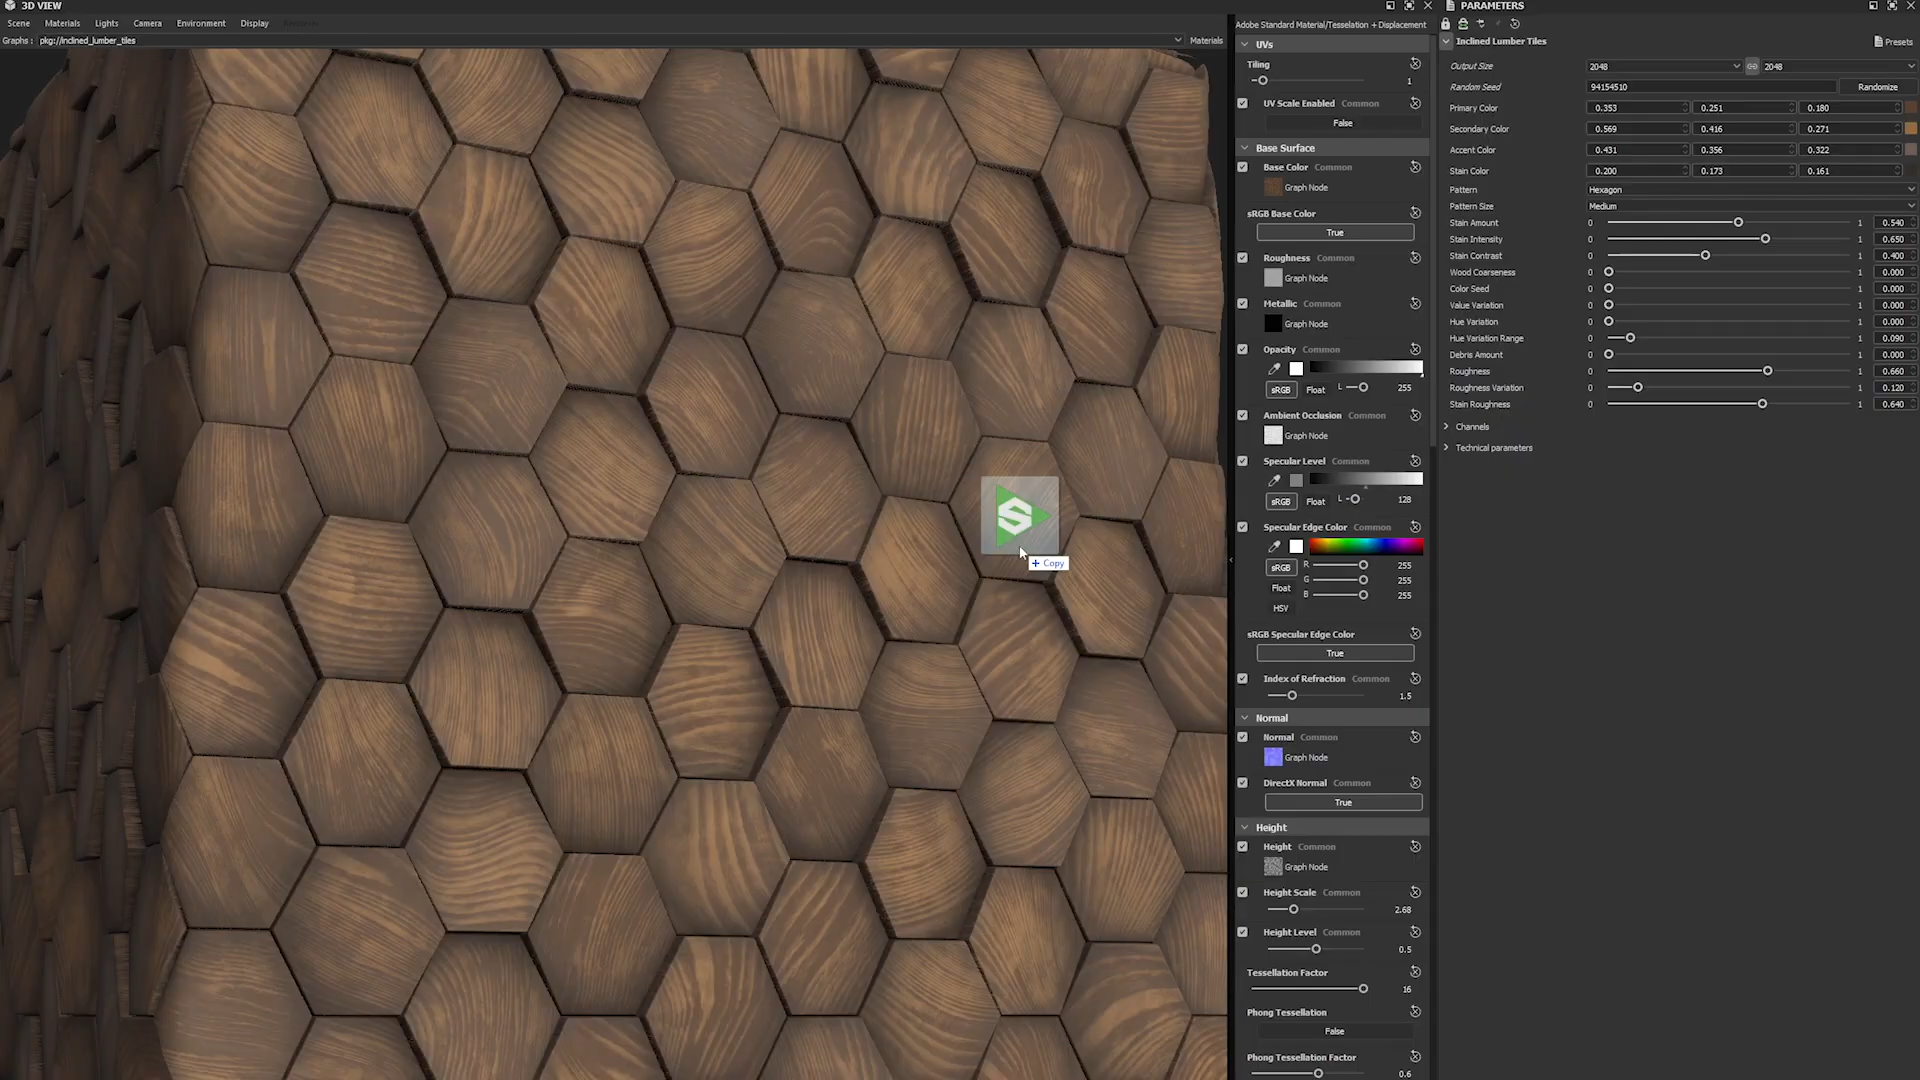 3D VIEW
Scene Materials Lights Camera Environment Display
Graphs : pkg://inclined_lumber_tiles
Materials
Copy
Adobe Standard Material/Tesselation + Displacement
UVs
Tiling
1
UV Scale Enabled Common
False
Base Surface
Base Color Common
Graph Node
sRGB Base Color
True
Roughness Common
Graph Node
Metallic Common
Graph Node
Opacity Common
sRGB Float L 255
Ambient Occlusion Common
Graph Node
Specular Level Common
sRGB Float L 128
Specular Edge Color Common
sRGB R 255
Float G 255
HSV B 255
sRGB Specular Edge Color
True
Index of Refraction Common
1.5
Normal
Normal Common
Graph Node
DirectX Normal Common
True
Height
Height Common
Graph Node
Height Scale Common
2.68
Height Level Common
0.5
Tessellation Factor
16
Phong Tessellation
False
Phong Tessellation Factor
0.6
PARAMETERS
Inclined Lumber Tiles Presets
Output Size 2048 2048
Random Seed 94154510 Randomize
Primary Color 0.353 0.251 0.180
Secondary Color 0.569 0.416 0.271
Accent Color 0.431 0.356 0.322
Stain Color 0.200 0.173 0.161
Pattern Hexagon
Pattern Size Medium
Stain Amount 0 1 0.540
Stain Intensity 0 1 0.650
Stain Contrast 0 1 0.400
Wood Coarseness 0 1 0.000
Color Seed 0 1 0.000
Value Variation 0 1 0.000
Hue Variation 0 1 0.000
Hue Variation Range 0 1 0.090
Debris Amount 0 1 0.000
Roughness 0 1 0.660
Roughness Variation 0 1 0.120
Stain Roughness 0 1 0.640
Channels
Technical parameters